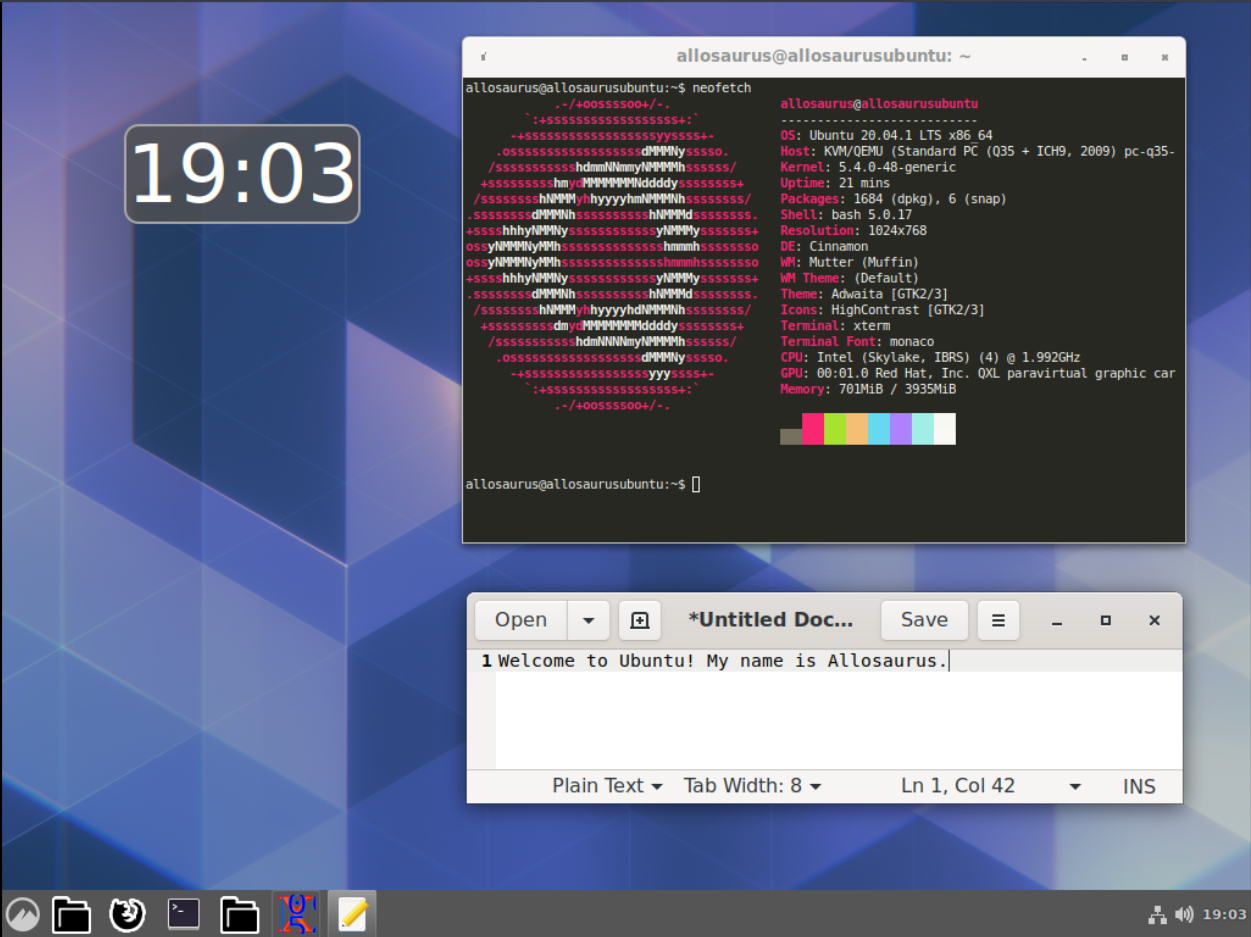 19:03
allosaurus@allosaurusubuntu: ~
allosaurus@allosaurusubuntu:~$ neofetch
.-/+oossssoo+/-.
`:+ssssssssssssssssss+:`
-+ssssssssssssssssssyyssss+-
.ossssssssssssssssssdMMMNysssso.
/ssssssssssshdmmNNmmyNMMMMhssssss/
+ssssssssshmydMMMMMMMNddddyssssssss+
/sssssssshNMMMyhhyyyyhmNMMMNhssssssss/
.ssssssssdMMMNhsssssssssshNMMMdssssssss.
+sssshhhyNMMNyssssssssssssyNMMMysssssss+
ossyNMMMNyMMhsssssssssssssshmmmhssssssso
ossyNMMMNyMMhsssssssssssssshmmmhssssssso
+sssshhhyNMMNyssssssssssssyNMMMysssssss+
.ssssssssdMMMNhsssssssssshNMMMdssssssss.
/sssssssshNMMMyhhyyyyhdNMMMNhssssssss/
+sssssssssdmydMMMMMMMMddddyssssssss+
/ssssssssssshdmNNNNmyNMMMMhssssss/
.ossssssssssssssssssdMMMNysssso.
-+sssssssssssssssssyyyssss+-
`:+ssssssssssssssssss+:`
.-/+oossssoo+/-.
allosaurus@allosaurusubuntu
---------------------------
OS: Ubuntu 20.04.1 LTS x86_64
Host: KVM/QEMU (Standard PC (Q35 + ICH9, 2009) pc-q35-
Kernel: 5.4.0-48-generic
Uptime: 21 mins
Packages: 1684 (dpkg), 6 (snap)
Shell: bash 5.0.17
Resolution: 1024x768
DE: Cinnamon
WM: Mutter (Muffin)
WM Theme: (Default)
Theme: Adwaita [GTK2/3]
Icons: HighContrast [GTK2/3]
Terminal: xterm
Terminal Font: monaco
CPU: Intel (Skylake, IBRS) (4) @ 1.992GHz
GPU: 00:01.0 Red Hat, Inc. QXL paravirtual graphic car
Memory: 701MiB / 3935MiB
allosaurus@allosaurusubuntu:~$
Open *Untitled Doc... Save
1 Welcome to Ubuntu! My name is Allosaurus.
Plain Text Tab Width: 8 Ln 1, Col 42 INS
19:03